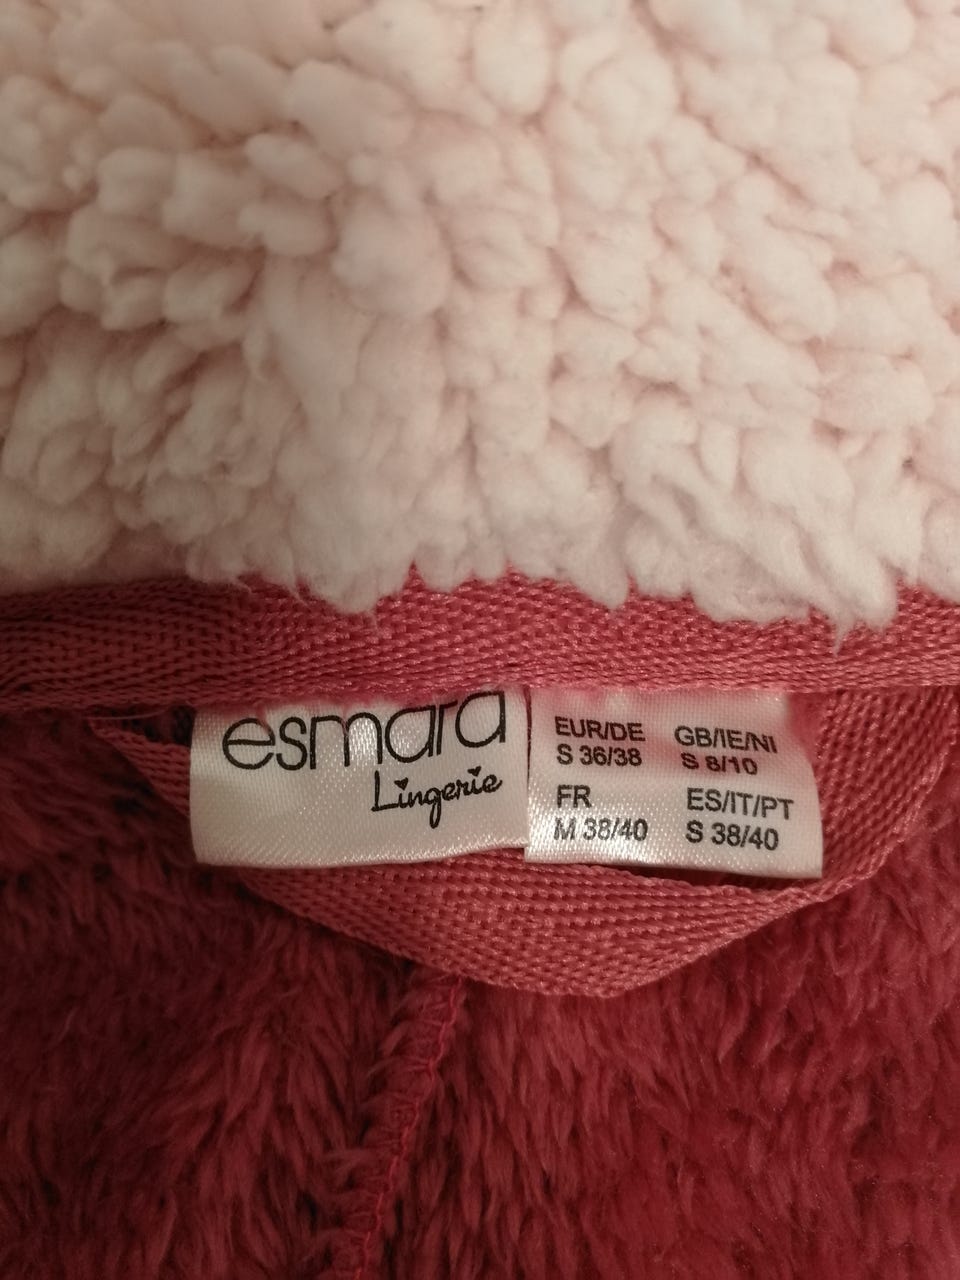 esmara
Lingerie
EUR/DE GB/IE/NI
S 36/38 S 8/10
FR ES/IT/PT
M 38/40 S 38/40